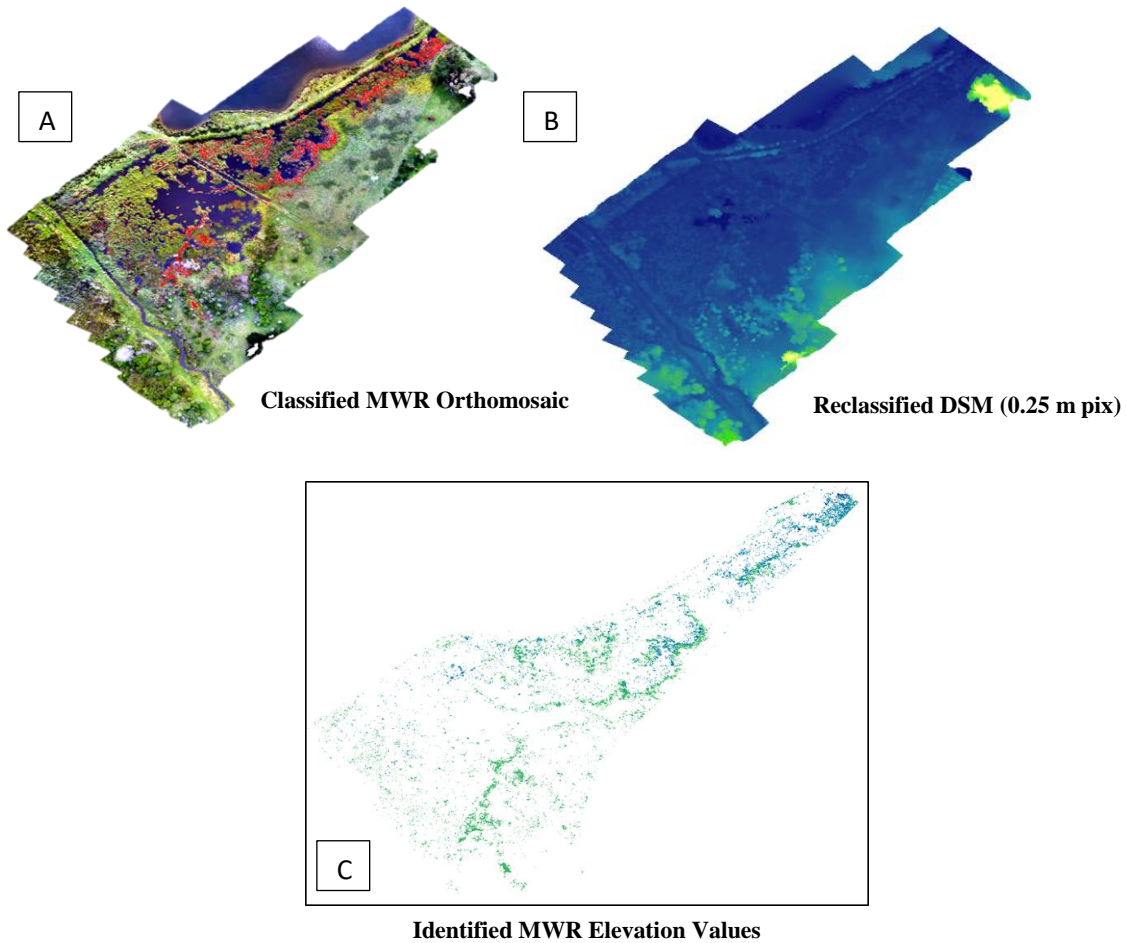 A
B
Classified MWR Orthomosaic
Reclassified DSM (0.25 m pix)
C
Identified MWR Elevation Values